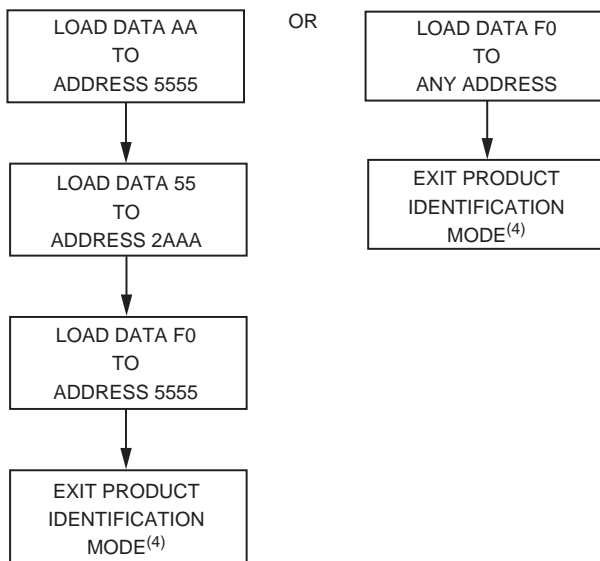 LOAD DATA AA
TO
ADDRESS 5555
LOAD DATA 55
TO
ADDRESS 2AAA
LOAD DATA F0
TO
ADDRESS 5555
EXIT PRODUCT
IDENTIFICATION
MODE(4)
OR
LOAD DATA F0
TO
ANY ADDRESS
EXIT PRODUCT
IDENTIFICATION
MODE(4)